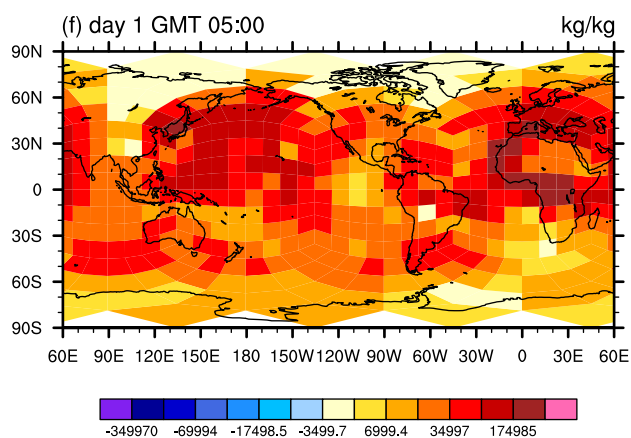 (f) day 1 GMT 05:00 kg/kg
90N
60N
30N
0
30S
60S
90S
60E 90E 120E 150E 180 150W 120W 90W 60W 30W 0 30E 60E
-349970 -69994 -17498.5 -3499.7 6999.4 34997 174985